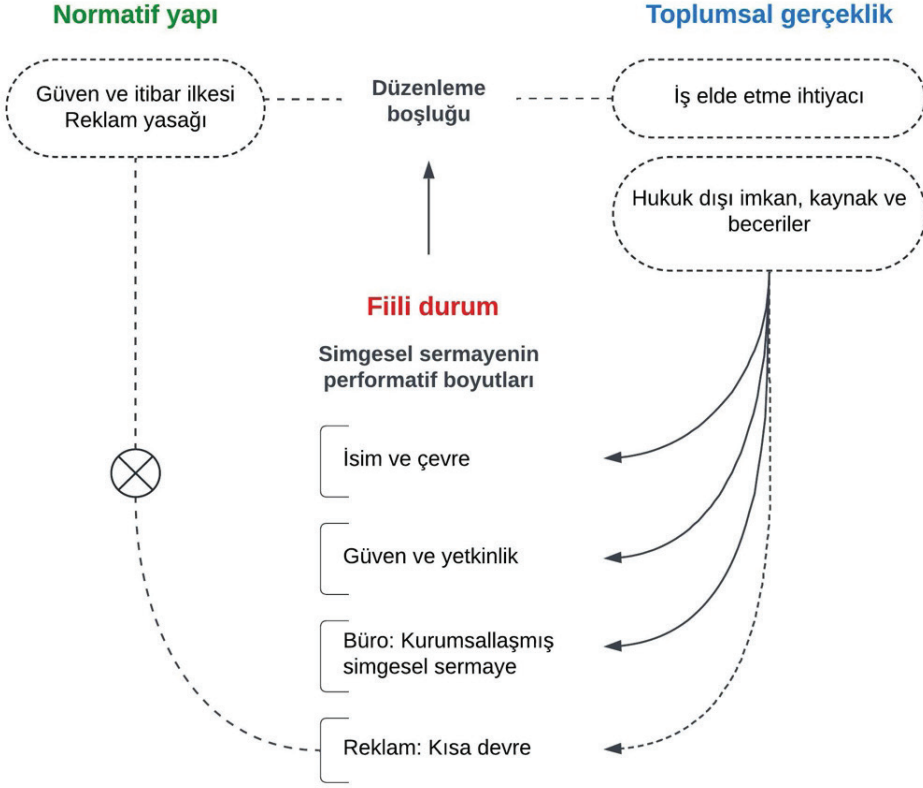 Normatif yapı
Toplumsal gerçeklik
Güven ve itibar ilkesi
Reklam yasağı
Düzenleme
boşluğu
İş elde etme ihtiyacı
Hukuk dışı imkan, kaynak ve
beceriler
Fiili durum
Simgesel sermayenin
performatif boyutları
İsim ve çevre
Güven ve yetkinlik
Büro: Kurumsallaşmış
simgesel sermaye
Reklam: Kısa devre